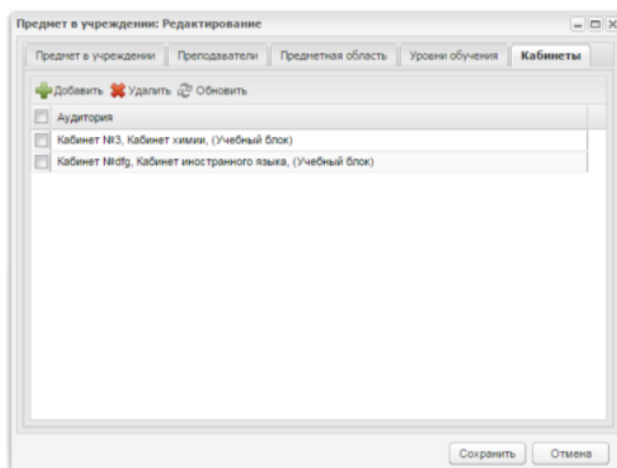 Предмет в учреждении: Редактирование
Предмет в учреждении Преподаватели Предметная область Уровни обучения Кабинеты
Добавить Удалить Обновить
Аудитория
Кабинет №3, Кабинет химии, (Учебный блок)
Кабинет №dfg, Кабинет иностранного языка, (Учебный блок)
Сохранить Отмена